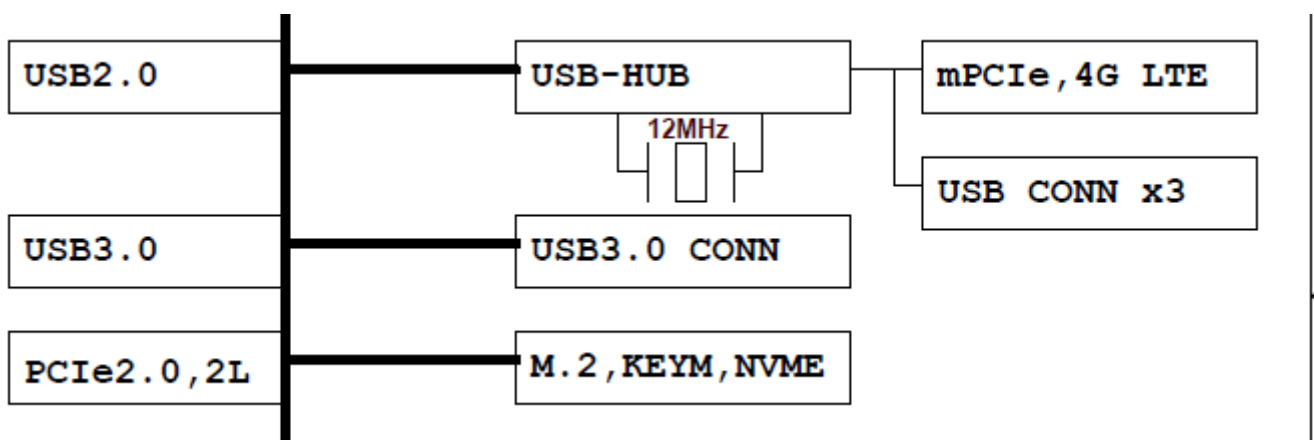 USB2.0
USB-HUB
mPCIe,4G LTE
12MHz
USB CONN x3
USB3.0
USB3.0 CONN
PCIe2.0,2L
M.2,KEYM,NVME